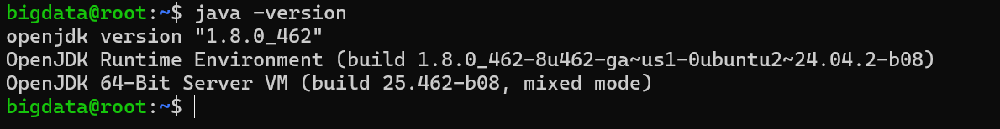 bigdata@root:~$ java -version
openjdk version "1.8.0_462"
OpenJDK Runtime Environment (build 1.8.0_462-8u462-ga~us1-0ubuntu2~24.04.2-b08)
OpenJDK 64-Bit Server VM (build 25.462-b08, mixed mode)
bigdata@root:~$